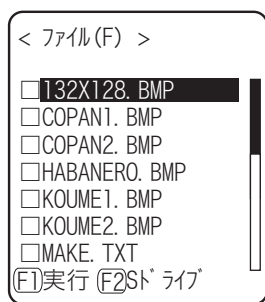 < ファイル(F) >
□132X128. BMP
□COPAN1. BMP
□COPAN2. BMP
□HABANERO. BMP
□KOUME1. BMP
□KOUME2. BMP
□MAKE. TXT
F1実行 F2Sドライブ